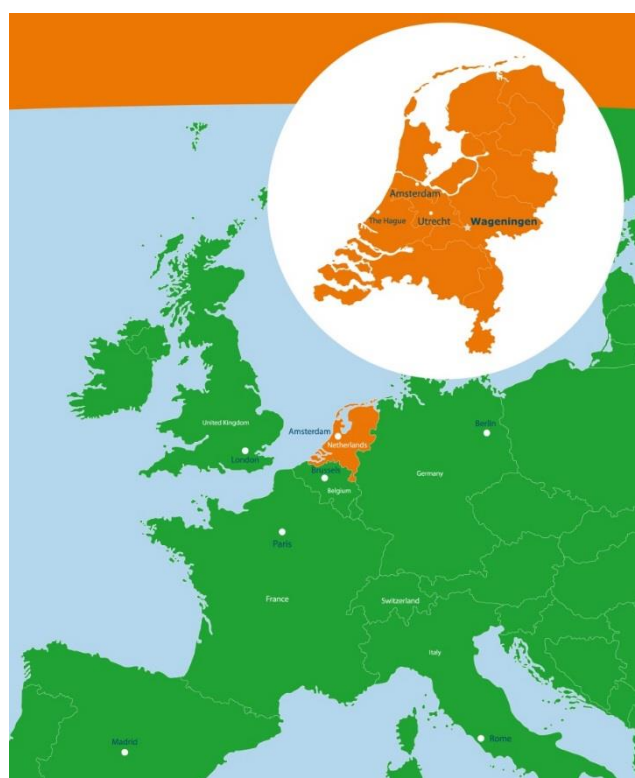 Amsterdam
The Hague
Utrecht
Wageningen
United Kingdom
London
Amsterdam
Netherlands
Berlin
Brussels
Belgium
Germany
Paris
France
Switzerland
Italy
Madrid
Rome